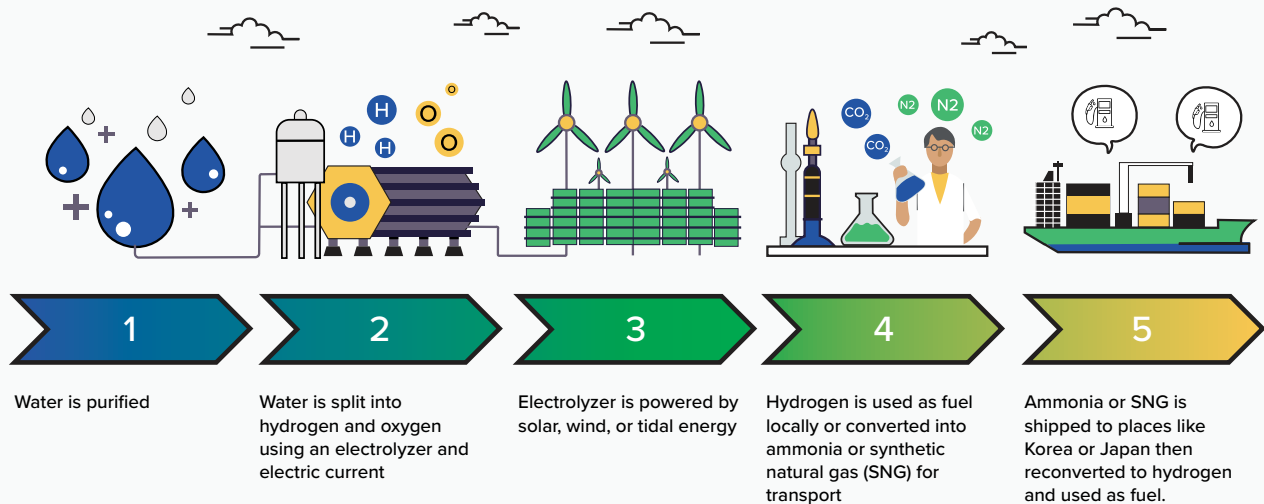 H
H
H
O
O
O
CO₂
CO₂
N2
N2
N2
1
2
3
4
5
Water is purified
Water is split into
hydrogen and oxygen
using an electrolyzer and
electric current
Electrolyzer is powered by
solar, wind, or tidal energy
Hydrogen is used as fuel
locally or converted into
ammonia or synthetic
natural gas (SNG) for
transport
Ammonia or SNG is
shipped to places like
Korea or Japan then
reconverted to hydrogen
and used as fuel.